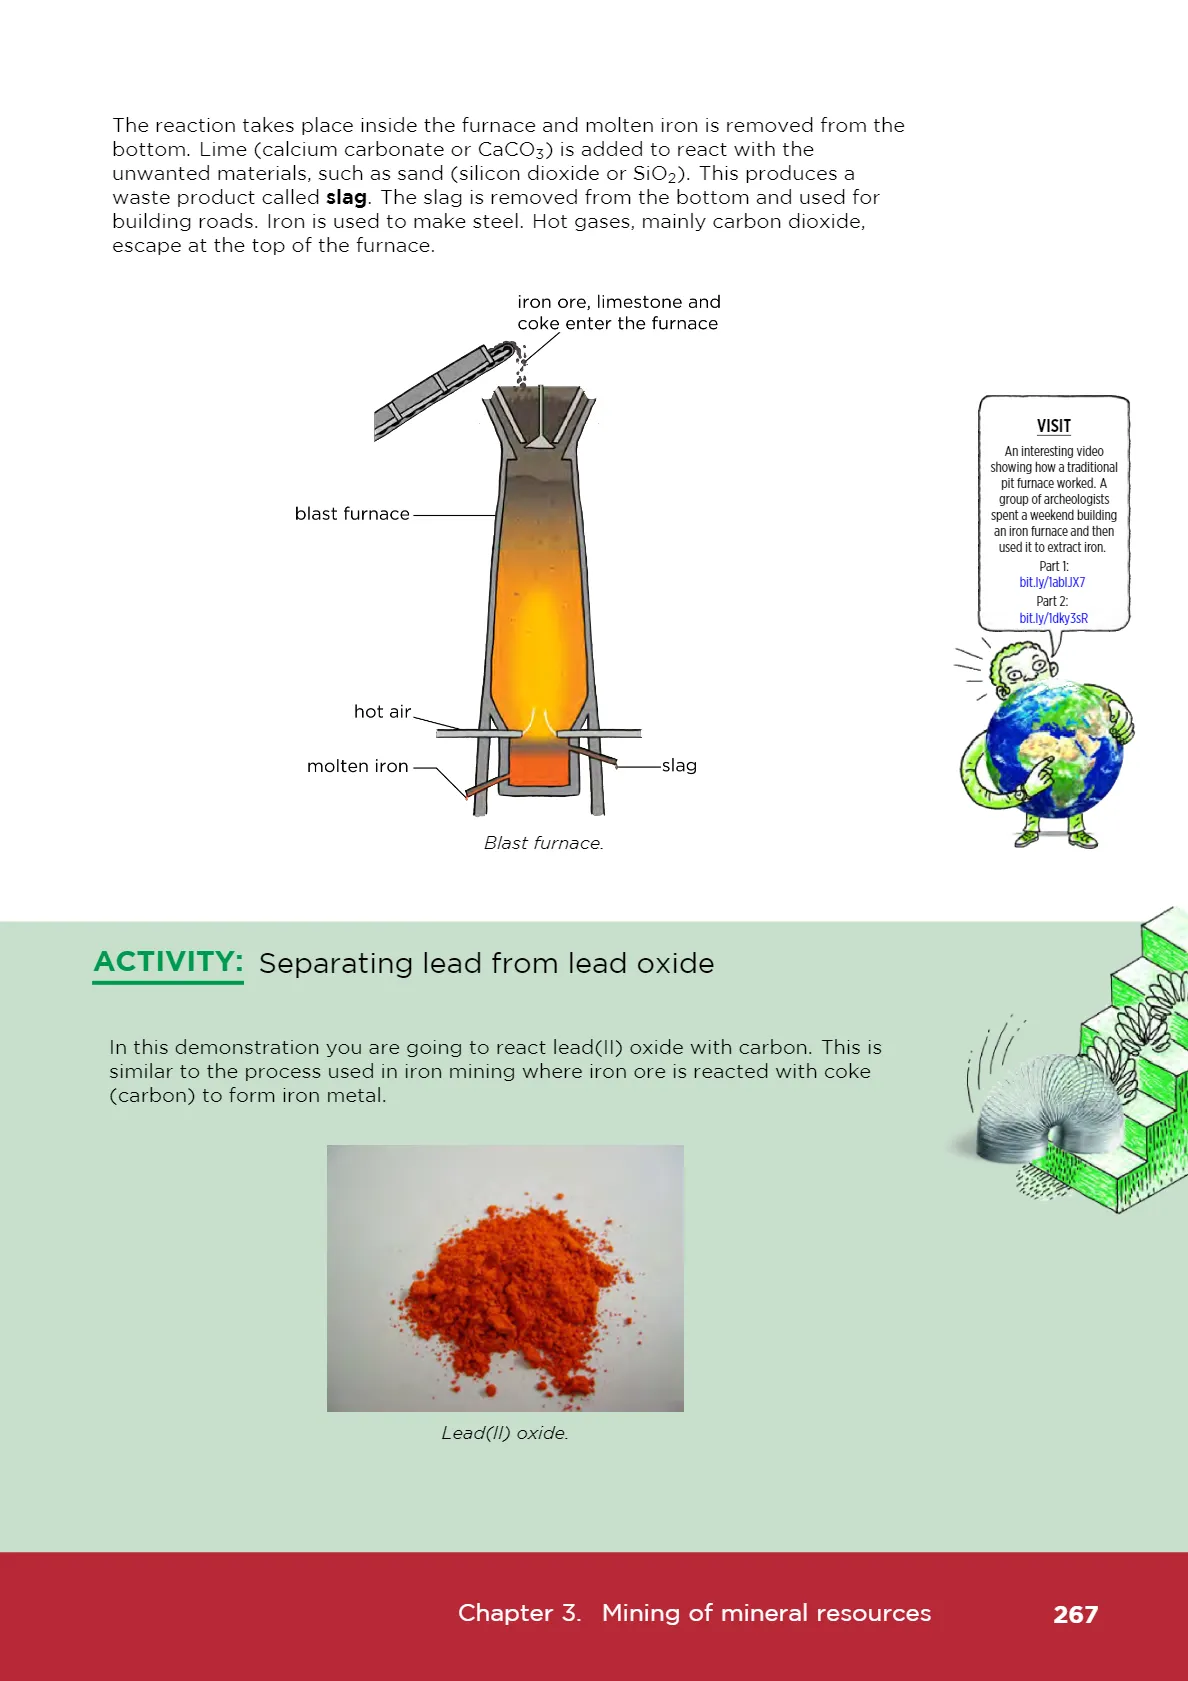 The reaction takes place inside the furnace and molten iron is removed from the
bottom. Lime (calcium carbonate or CaCO₃) is added to react with the
unwanted materials, such as sand (silicon dioxide or SiO₂). This produces a
waste product called slag. The slag is removed from the bottom and used for
building roads. Iron is used to make steel. Hot gases, mainly carbon dioxide,
escape at the top of the furnace.
iron ore, limestone and
coke enter the furnace
blast furnace
hot air
molten iron
slag
Blast furnace.
VISIT
An interesting video
showing how a traditional
pit furnace worked. A
group of archeologists
spent a weekend building
an iron furnace and then
used it to extract iron.
Part 1:
bit.ly/1ablJX7
Part 2:
bit.ly/1dky3sR
ACTIVITY: Separating lead from lead oxide
In this demonstration you are going to react lead(II) oxide with carbon. This is
similar to the process used in iron mining where iron ore is reacted with coke
(carbon) to form iron metal.
Lead(II) oxide.
Chapter 3. Mining of mineral resources 267